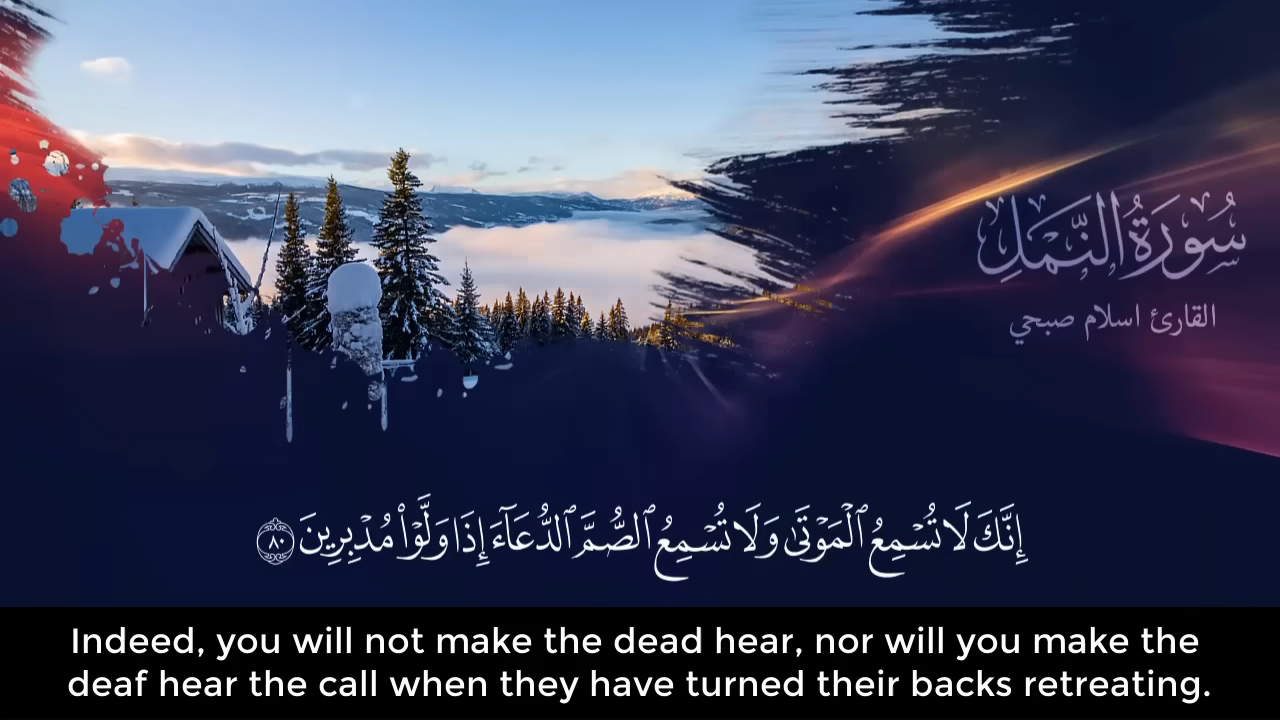 سُورَةُ النَّمْلِ
القارئ اسلام صبحي
إِنَّكَ لَا تُسْمِعُ ٱلْمَوْتَىٰ وَلَا تُسْمِعُ ٱلصُّمَّ ٱلدُّعَآءَ إِذَا وَلَّوْا۟ مُدْبِرِينَ ٨٠
Indeed, you will not make the dead hear, nor will you make the
deaf hear the call when they have turned their backs retreating.